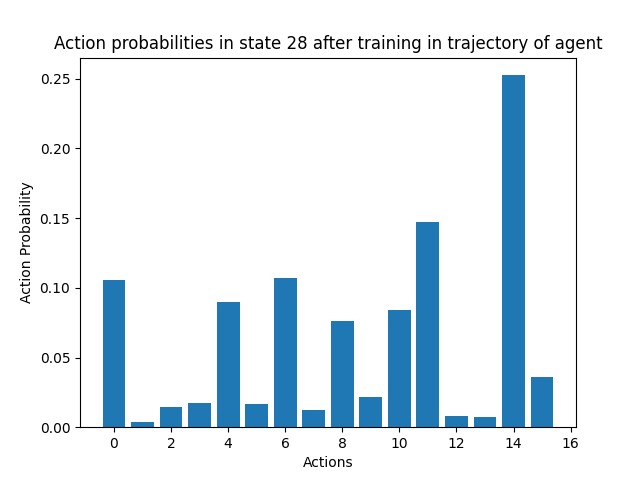 Action probabilities in state 28 after training in trajectory of agent
0.25
0.20
0.15
0.10
0.05
0.00
Action Probability
0 2 4 6 8 10 12 14 16
Actions